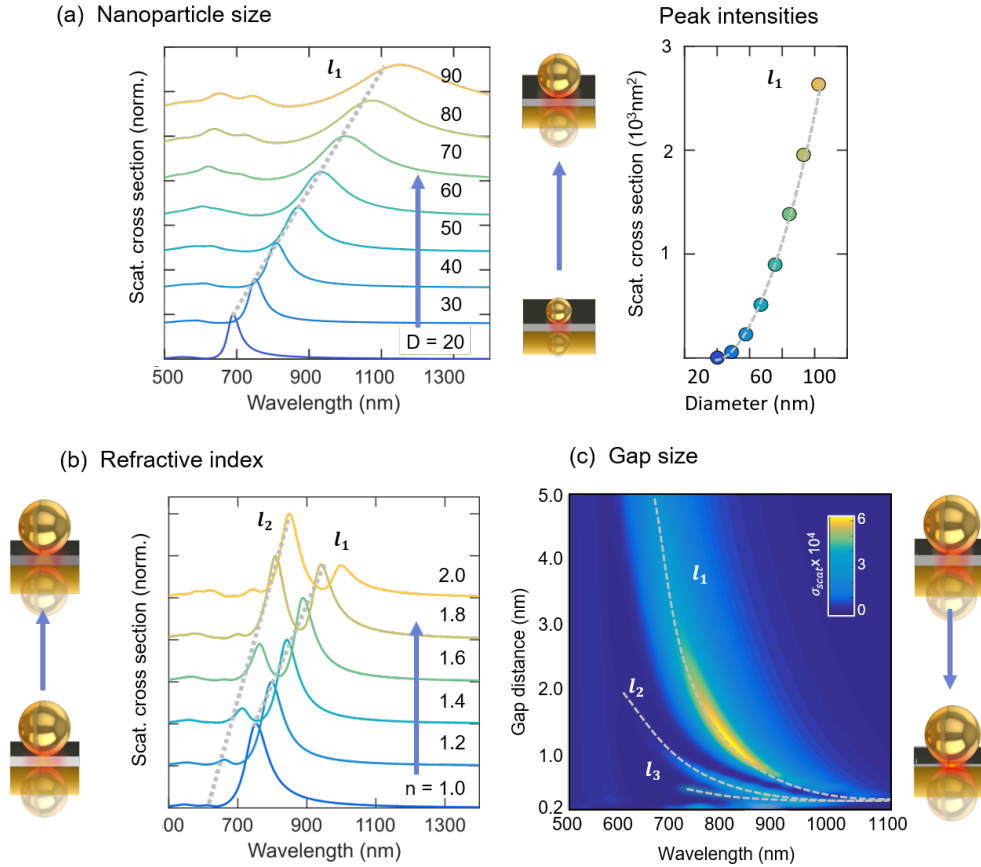 (a) Nanoparticle size
Scat. cross section (norm.)
l₁
90
80
70
60
50
40
30
D = 20
500 700 900 1100 1300
Wavelength (nm)
Peak intensities
Scat. cross section (10³nm²)
3
2
1
l₁
20 60 100
Diameter (nm)
(b) Refractive index
Scat. cross section (norm.)
l₂
l₁
2.0
1.8
1.6
1.4
1.2
n = 1.0
00 700 900 1100 1300
Wavelength (nm)
(c) Gap size
Gap distance (nm)
5.0
4.0
3.0
2.0
1.0
0.2
l₁
l₂
l₃
σscat X 10⁴
6
3
0
500 600 700 800 900 1100
Wavelength (nm)